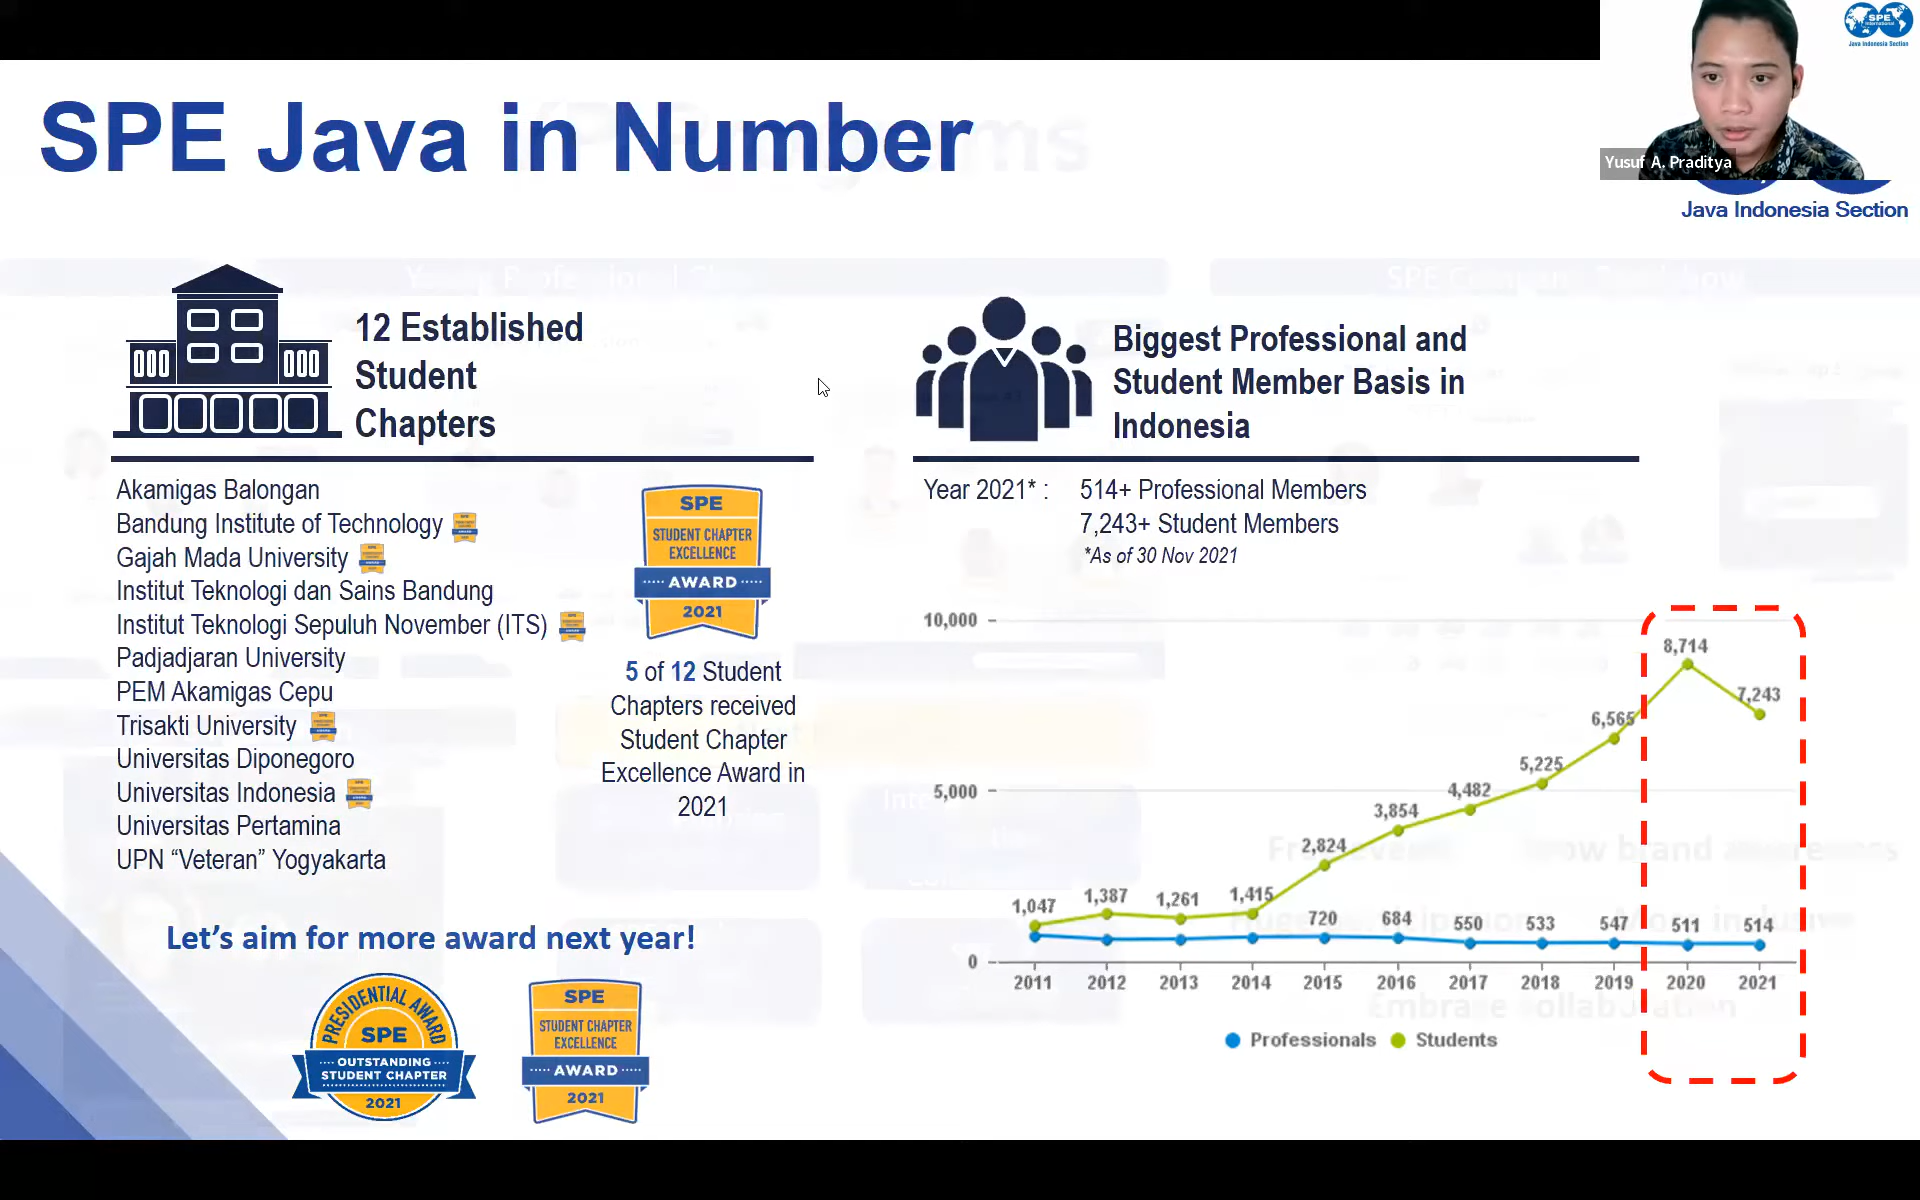 SPE Java in Number
SPE
International
Java Indonesia Section
Yusuf A. Praditya
Java Indonesia Section
12 Established
Student
Chapters
Akamigas Balongan
Bandung Institute of Technology
Gajah Mada University
Institut Teknologi dan Sains Bandung
Institut Teknologi Sepuluh November (ITS)
Padjadjaran University
PEM Akamigas Cepu
Trisakti University
Universitas Diponegoro
Universitas Indonesia
Universitas Pertamina
UPN “Veteran” Yogyakarta
SPE
STUDENT CHAPTER
EXCELLENCE
AWARD
2021
5 of 12 Student
Chapters received
Student Chapter
Excellence Award in
2021
Let’s aim for more award next year!
PRESIDENTIAL AWARD
SPE
OUTSTANDING
STUDENT CHAPTER
2021
SPE
STUDENT CHAPTER
EXCELLENCE
AWARD
2021
Biggest Professional and
Student Member Basis in
Indonesia
Year 2021* : 514+ Professional Members
7,243+ Student Members
*As of 30 Nov 2021
10,000
5,000
0
1,047 1,387 1,261 1,415 2,824 3,854 4,482 5,225 6,565 8,714 7,243
720 684 550 533 547 511 514
2011 2012 2013 2014 2015 2016 2017 2018 2019 2020 2021
Professionals Students